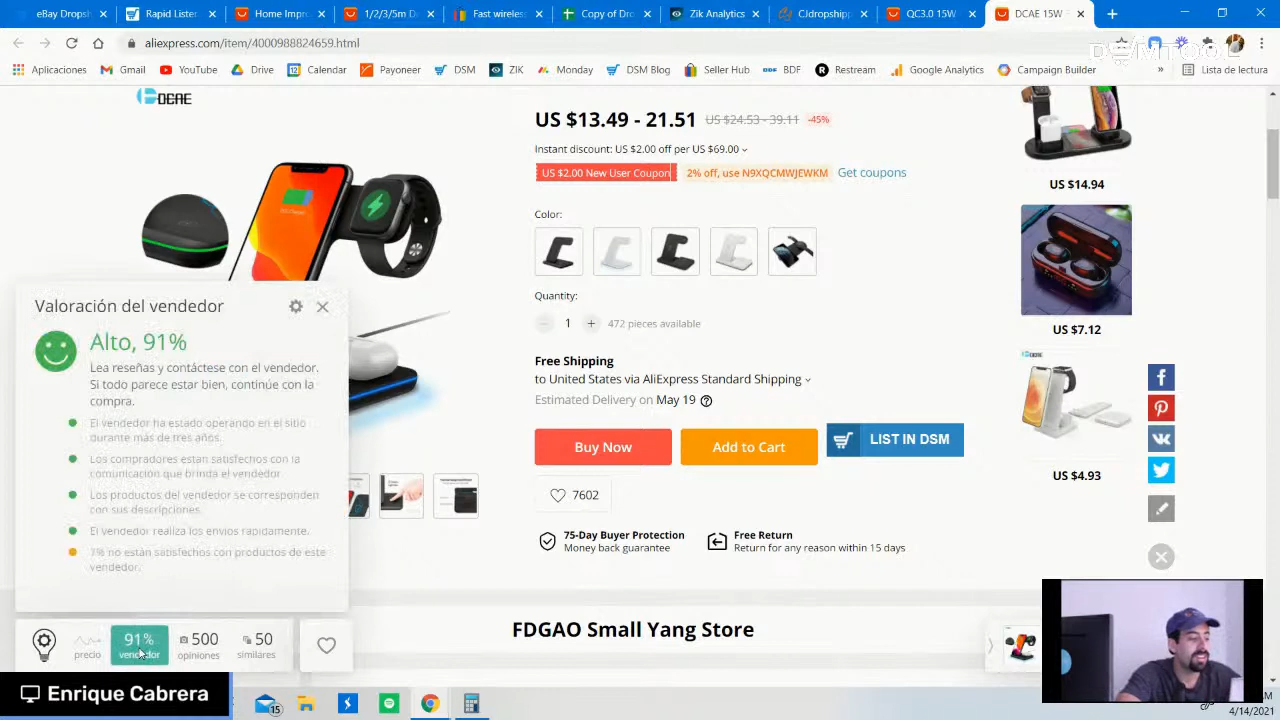 eBay Dropsh
Rapid Lister
Home Impro
1/2/3/5m D
Fast wireless
Copy of Dro
Zik Analytics
Cjdropshipp
QC3.0 15W
DCAE 15W
aliexpress.com/item/4000988824659.html
Aplicaciones
Gmail
YouTube
Drive
Calendar
Payoneer
DSM
ZIK
Monday
DSM Blog
Seller Hub
BDF
Restream
Google Analytics
Campaign Builder
»
Lista de lectura
DCAE
US $13.49 - 21.51 US $24.53 - 39.11 -45%
Instant discount: US $2.00 off per US $69.00
US $2.00 New User Coupon 2% off, use N9XQCMWJEWKM Get coupons
Color:
Quantity:
1 472 pieces available
Free Shipping
to United States via AliExpress Standard Shipping
Estimated Delivery on May 19
Buy Now Add to Cart LIST IN DSM
7602
75-Day Buyer Protection
Money back guarantee
Free Return
Return for any reason within 15 days
FDGAO Small Yang Store
US $14.94
US $7.12
US $4.93
Valoración del vendedor
Alto, 91%
Lea reseñas y contáctese con el vendedor.
Si todo parece estar bien, continúe con la
compra.
El vendedor ha estado operando en el sitio
durante más de tres años.
Los compradores están satisfechos con la
comunicación que brinda el vendedor.
Los productos del vendedor se corresponden
con sus descripciones.
El vendedor realiza los envíos rapidamente.
7% no están satisfechos con productos de este
vendedor.
precio
91%
vendedor
500
opiniones
50
similares
Enrique Cabrera
15
4/14/2021